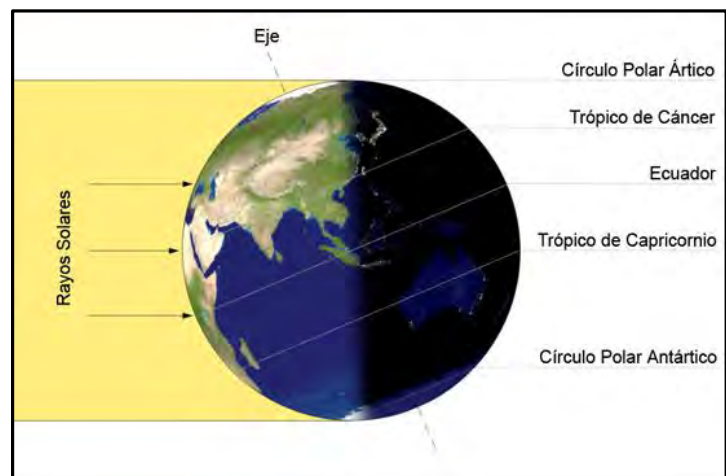 Eje
Círculo Polar Ártico
Trópico de Cáncer
Ecuador
Rayos Solares
Trópico de Capricornio
Círculo Polar Antártico